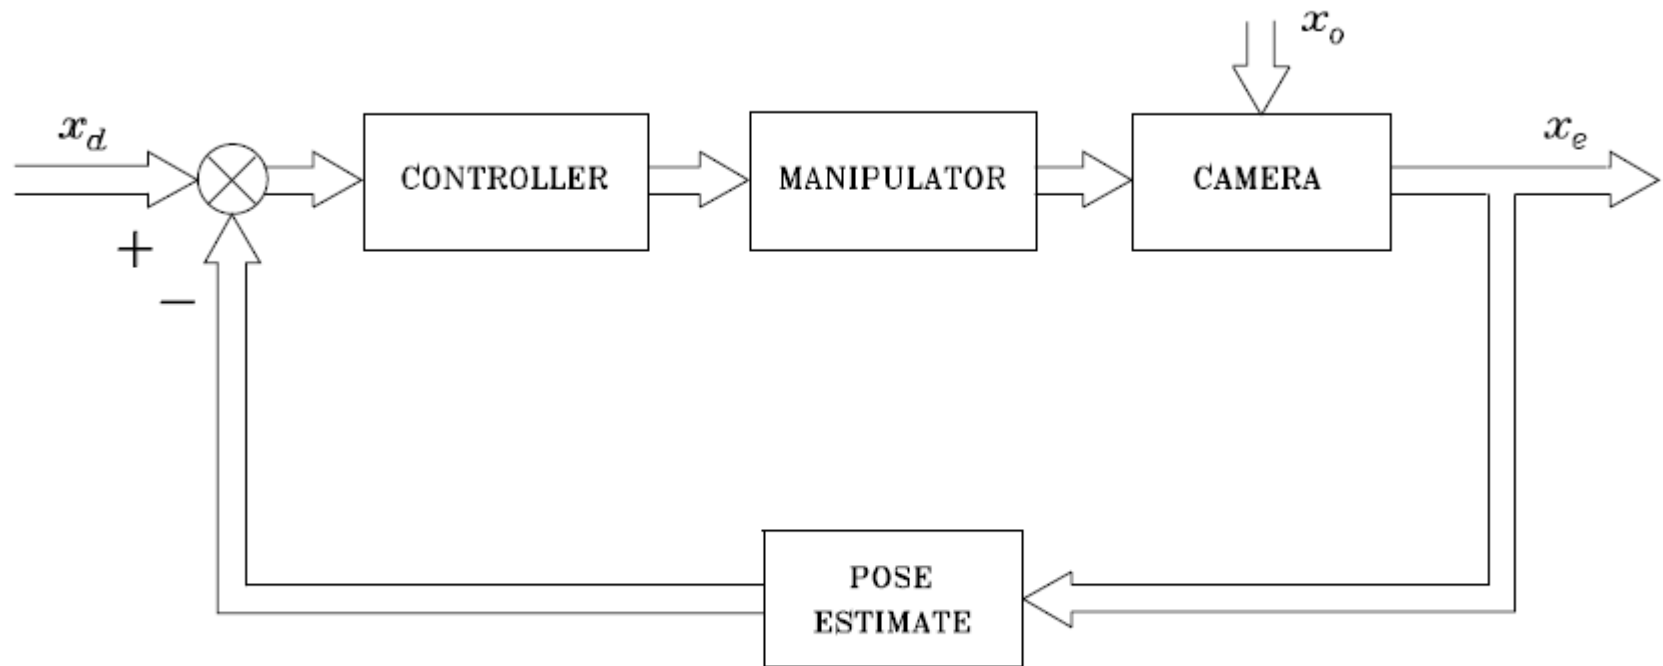 x_o
x_d
x_e
CONTROLLER
MANIPULATOR
CAMERA
+
−
POSE
ESTIMATE